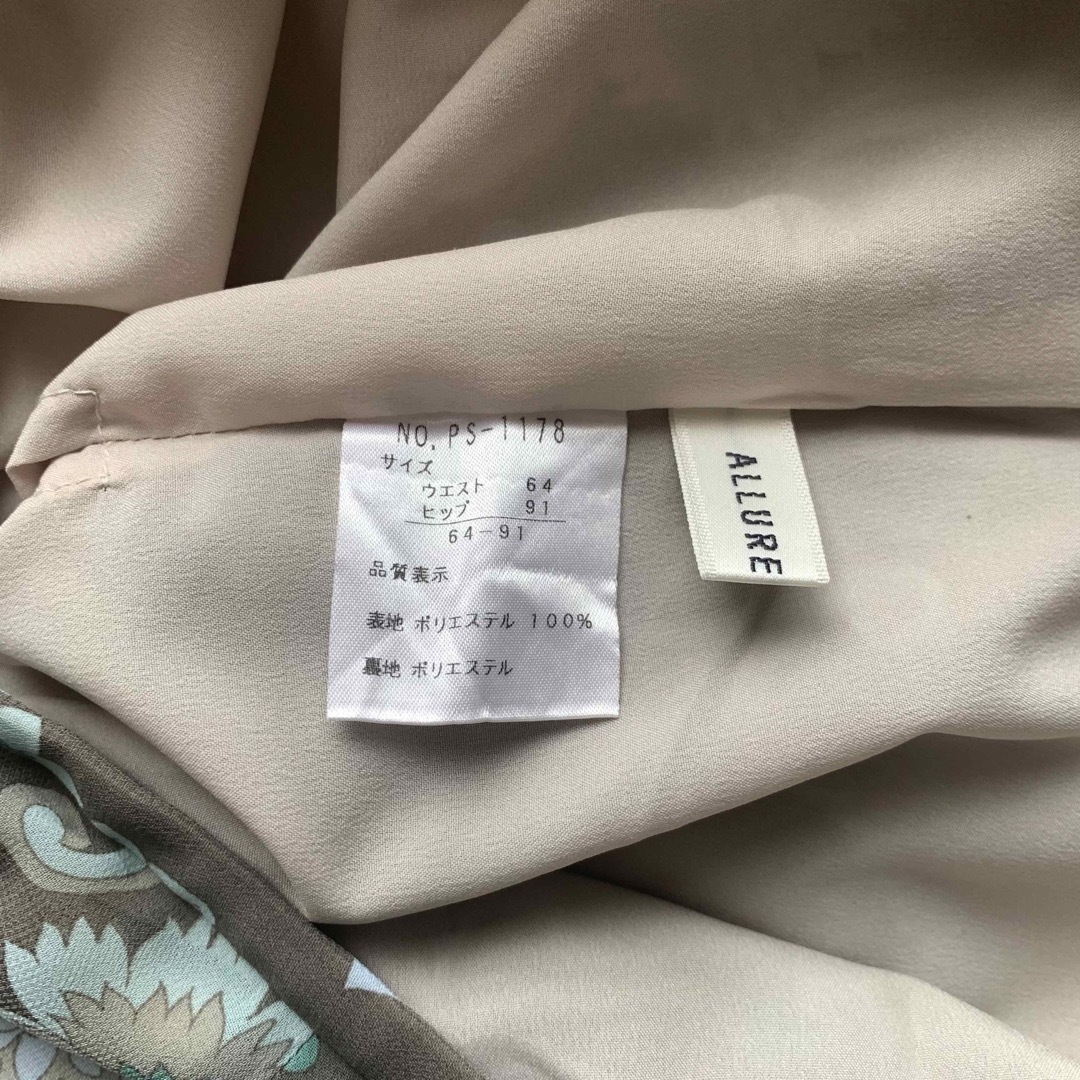 NO. PS-1178
サイズ
ウエスト 64
ヒップ 91
64-91
品質表示
表地 ポリエステル 100%
裏地 ポリエステル
ALLURE